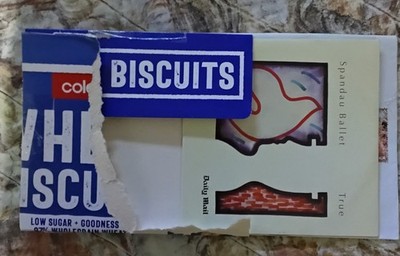 BISCUITS
col
WHE
ISCU
LOW SUGAR + GOODNESS
Spandau Ballet True
Daily Mail